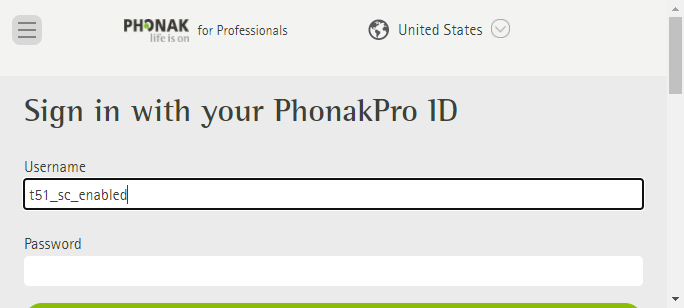 PHONAK
life is on
for Professionals
United States
Sign in with your PhonakPro ID
Username
t51_sc_enabled
Password